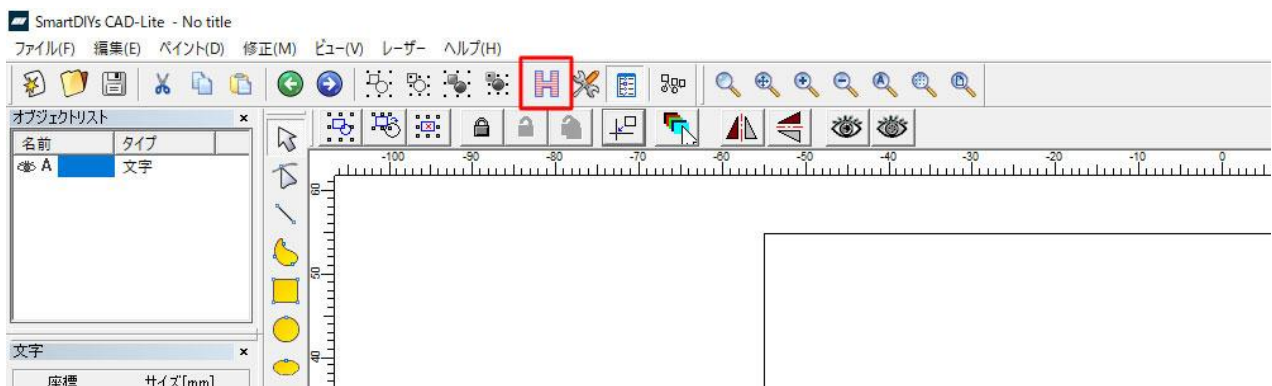 SmartDIYs CAD-Lite - No title
ファイル(F) 編集(E) ペイント(D) 修正(M) ビュー(V) レーザー ヘルプ(H)
オブジェクトリスト ×
名前 タイプ
A 文字
-100 -90 -80 -70 -60 -50 -40 -30 -20 -10 0
60
50
40
文字 ×
座標 サイズ[mm]